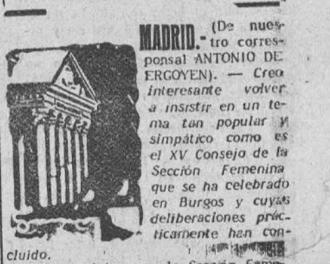 MADRID.- (De nues-
tro corres-
ponsal ANTONIO DE
ERGOYEN). — Creo
interesante volver
a insistir en un te-
ma tan popular y
simpático como es
el XV Consejo de la
Sección Femenina
que se ha celebrado
en Burgos y cuyas
deliberaciones prác-
ticamente han con-
cluido.